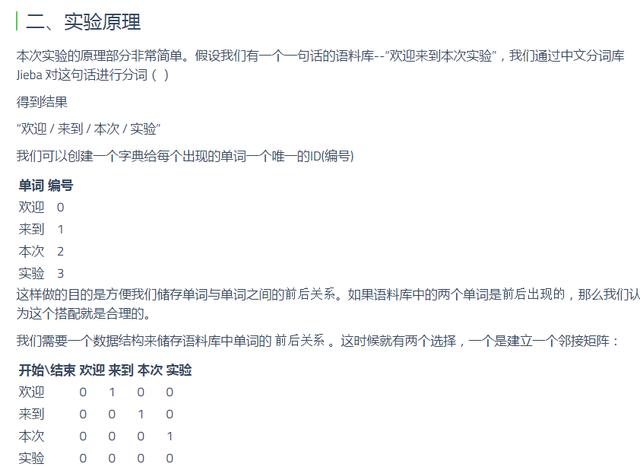 二、实验原理
本次实验的原理部分非常简单。假设我们有一个一句话的语料库--“欢迎来到本次实验”，我们通过中文分词库
Jieba 对这句话进行分词（ ）
得到结果
“欢迎 / 来到 / 本次 / 实验”
我们可以创建一个字典给每个出现的单词一个唯一的ID(编号)
单词 编号
欢迎 0
来到 1
本次 2
实验 3
这样做的目的是方便我们储存单词与单词之间的前后关系。如果语料库中的两个单词是前后出现的，那么我们认
为这个搭配就是合理的。
我们需要一个数据结构来储存语料库中单词的 前后关系 。这时候就有两个选择，一个是建立一个邻接矩阵：
开始\结束 欢迎 来到 本次 实验
欢迎 0 1 0 0
来到 0 0 1 0
本次 0 0 0 1
实验 0 0 0 0